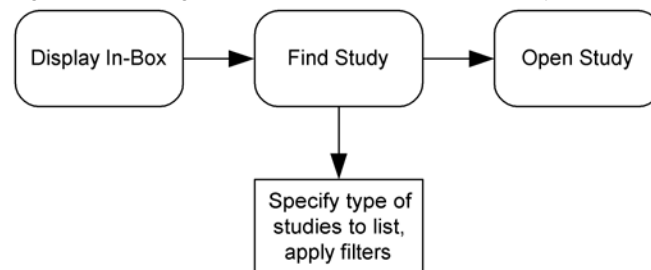 Display In-Box
Find Study
Open Study
Specify type of
studies to list,
apply filters